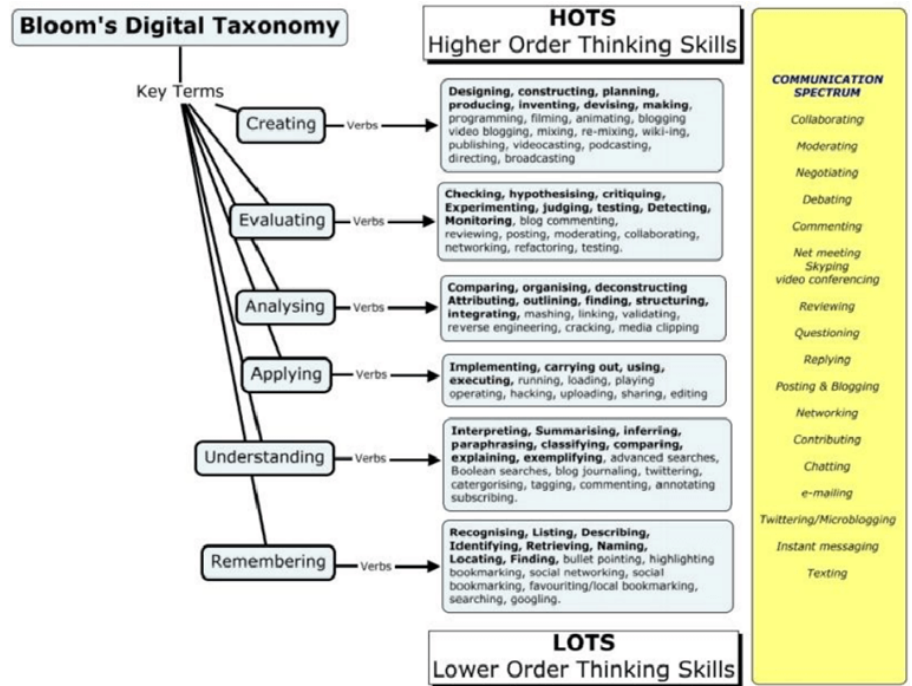 Bloom's Digital Taxonomy
HOTS
Higher Order Thinking Skills
Key Terms
Creating
Verbs
Designing, constructing, planning,
producing, inventing, devising, making,
programming, filming, animating, blogging
video blogging, mixing, re-mixing, wiki-ing,
publishing, videocasting, podcasting,
directing, broadcasting
Evaluating
Verbs
Checking, hypothesising, critiquing,
Experimenting, judging, testing, Detecting,
Monitoring, blog commenting,
reviewing, posting, moderating, collaborating,
networking, refactoring, testing.
Analysing
Verbs
Comparing, organising, deconstructing
Attributing, outlining, finding, structuring,
integrating, mashing, linking, validating,
reverse engineering, cracking, media clipping
Applying
Verbs
Implementing, carrying out, using,
executing, running, loading, playing
operating, hacking, uploading, sharing, editing
Understanding
Verbs
Interpreting, Summarising, inferring,
paraphrasing, classifying, comparing,
explaining, exemplifying, advanced searches,
Boolean searches, blog journaling, twittering,
catergorising, tagging, commenting, annotating
subscribing.
Remembering
Verbs
Recognising, Listing, Describing,
Identifying, Retrieving, Naming,
Locating, Finding, bullet pointing, highlighting
bookmarking, social networking, social
bookmarking, favouriting/local bookmarking,
searching, googling.
LOTS
Lower Order Thinking Skills
COMMUNICATION
SPECTRUM
Collaborating
Moderating
Negotiating
Debating
Commenting
Net meeting
Skyping
video conferencing
Reviewing
Questioning
Replying
Posting & Blogging
Networking
Contributing
Chatting
e-mailing
Twittering/Microblogging
Instant messaging
Texting